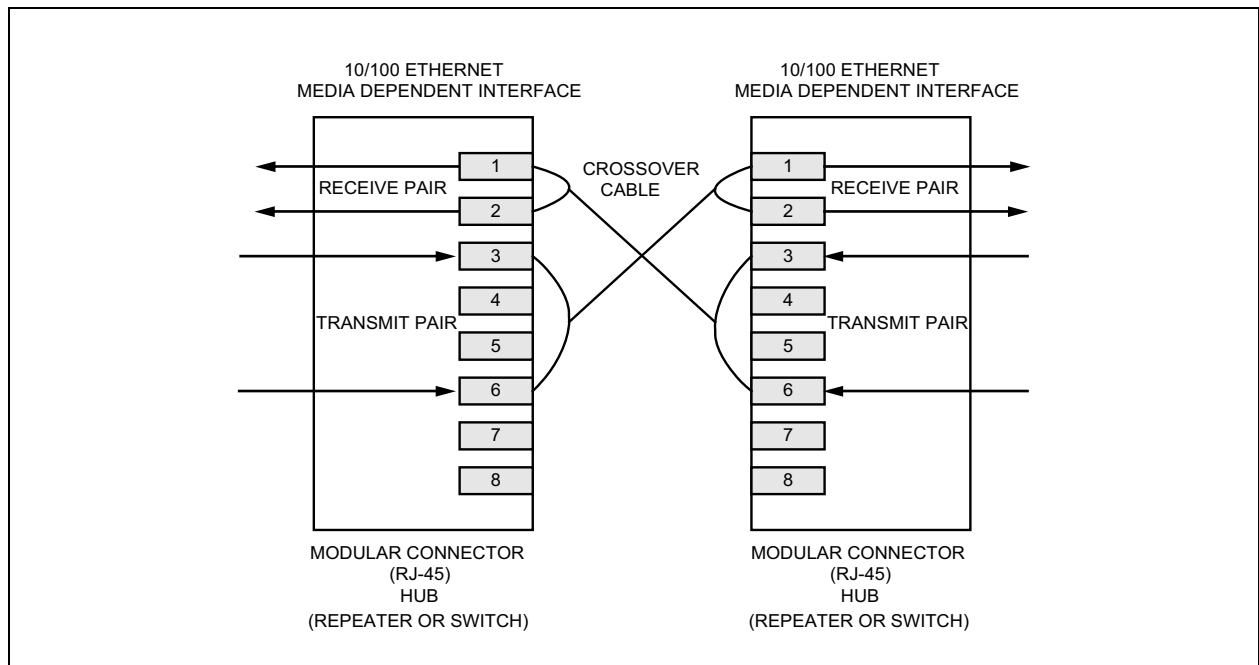 10/100 ETHERNET
MEDIA DEPENDENT INTERFACE
10/100 ETHERNET
MEDIA DEPENDENT INTERFACE
1
RECEIVE PAIR
2
3
4
TRANSMIT PAIR
5
6
7
8
CROSSOVER
CABLE
1
RECEIVE PAIR
2
3
4
TRANSMIT PAIR
5
6
7
8
MODULAR CONNECTOR
(RJ-45)
HUB
(REPEATER OR SWITCH)
MODULAR CONNECTOR
(RJ-45)
HUB
(REPEATER OR SWITCH)